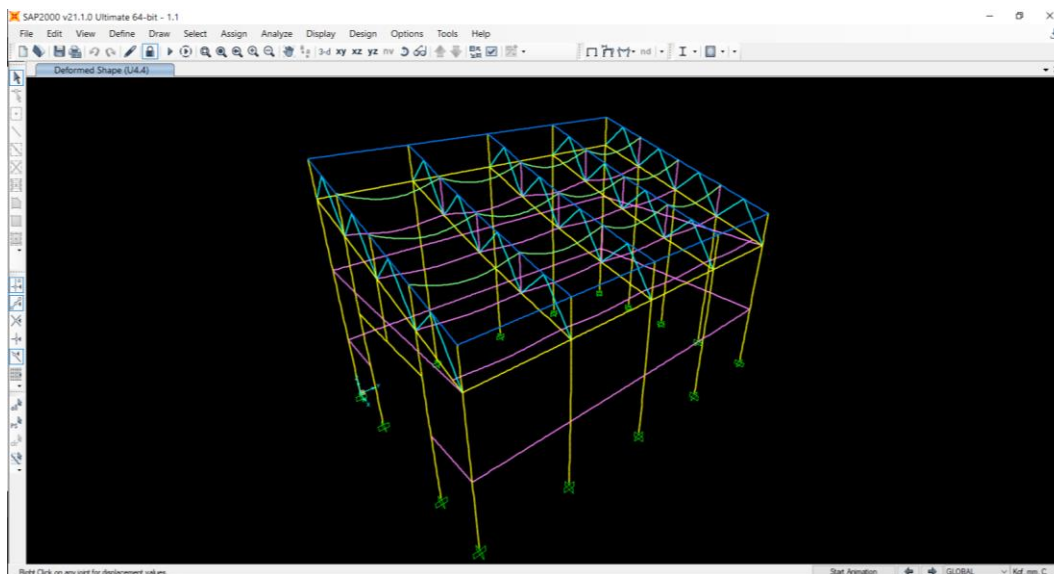 SAP2000 v21.1.0 Ultimate 64-bit - 1.1
File Edit View Define Draw Select Assign Analyze Display Design Options Tools Help
3-d xy xz yz nv nd
Deformed Shape (U4.4)
Right Click on any joint for displacement values Start Animation GLOBAL Kgf, mm, C